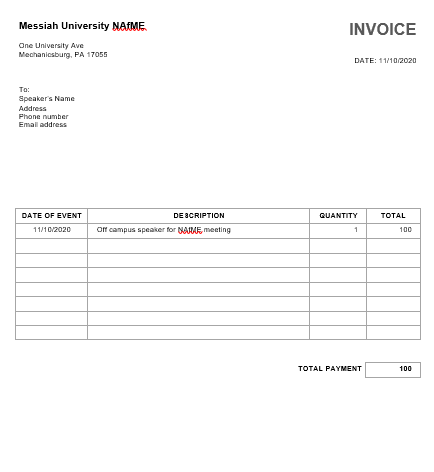 Messiah University NAfME
INVOICE
One University Ave
Mechanicsburg, PA 17055
DATE: 11/10/2020
To:
Speaker's Name
Address
Phone number
Email address
DATE OF EVENT DESCRIPTION QUANTITY TOTAL
11/10/2020 Off campus speaker for NAfME meeting 1 100
TOTAL PAYMENT 100